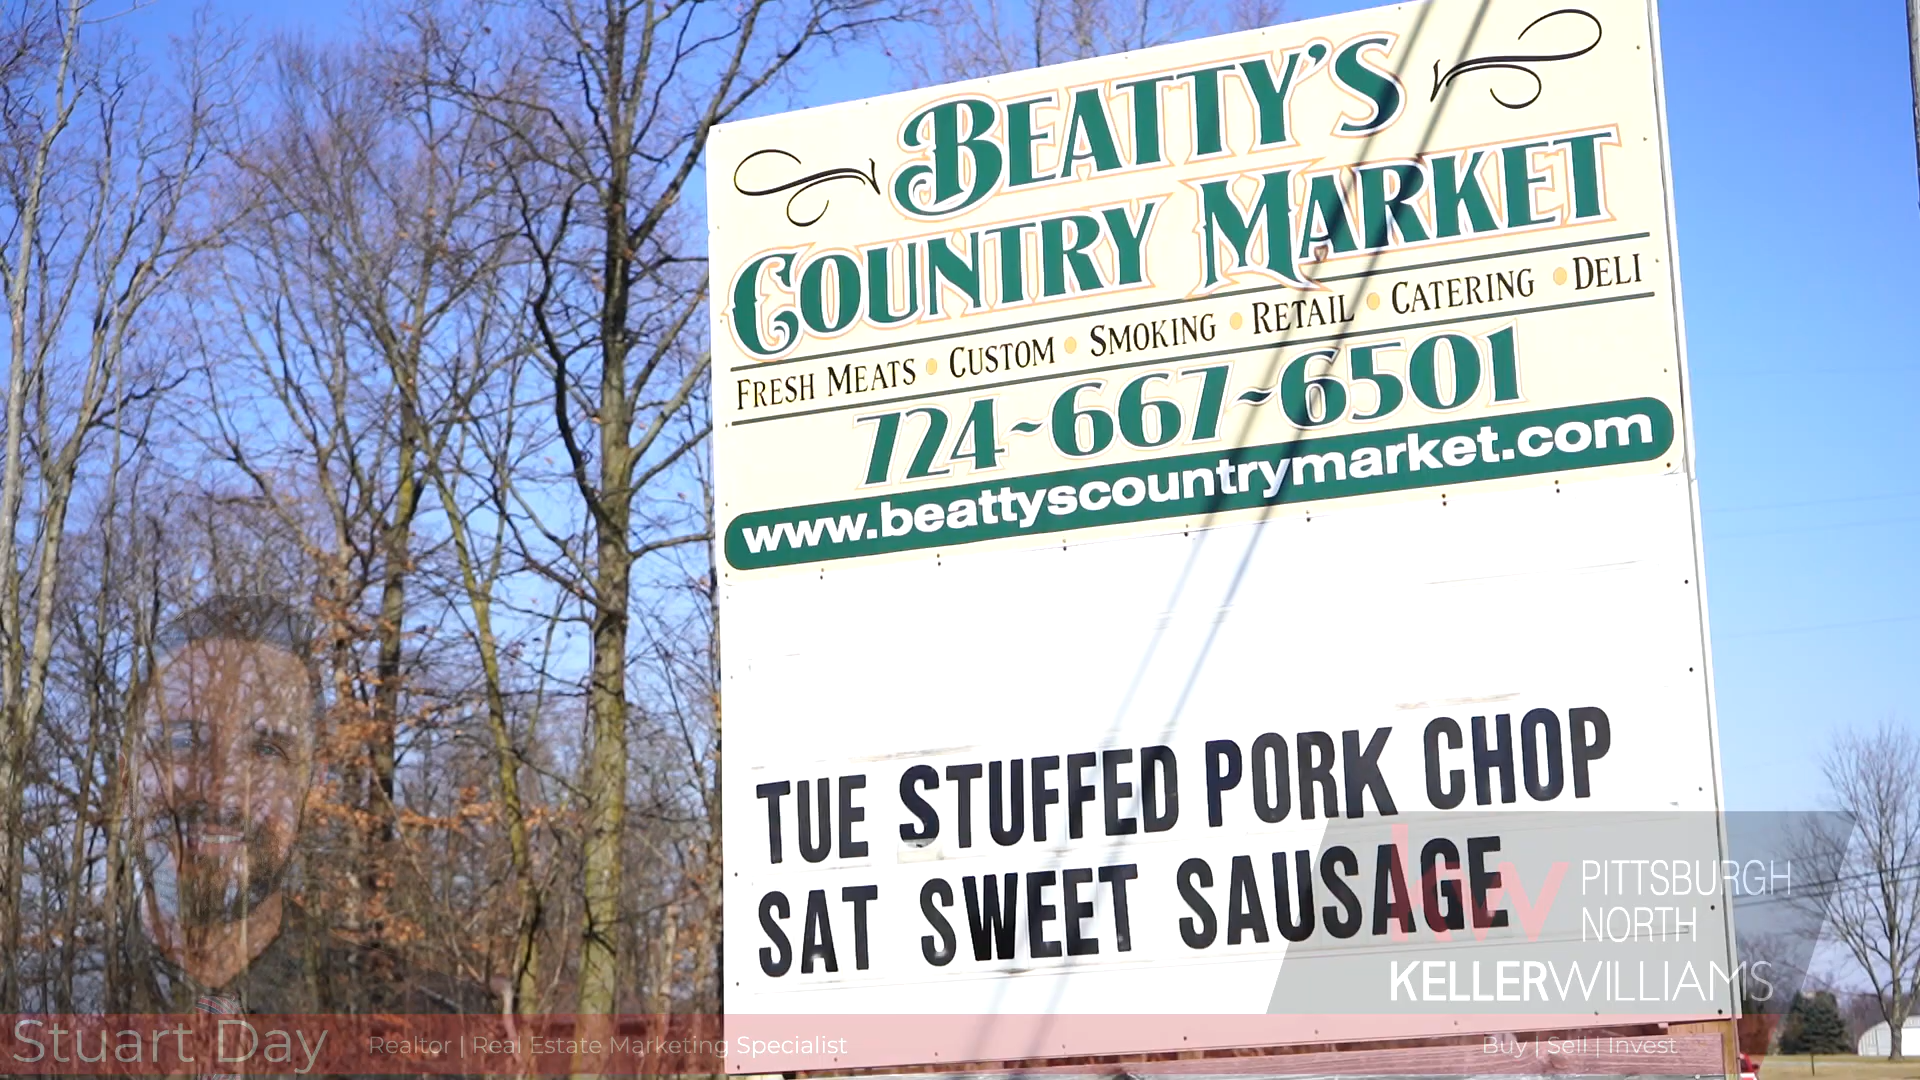 BEATTY'S
COUNTRY MARKET
FRESH MEATS • CUSTOM • SMOKING • RETAIL • CATERING • DELI
724~667~6501
www.beattyscountrymarket.com
TUE STUFFED PORK CHOP
SAT SWEET SAUSAGE
kw PITTSBURGH
NORTH
KELLERWILLIAMS
Stuart Day
Realtor | Real Estate Marketing Specialist
Buy | Sell | Invest